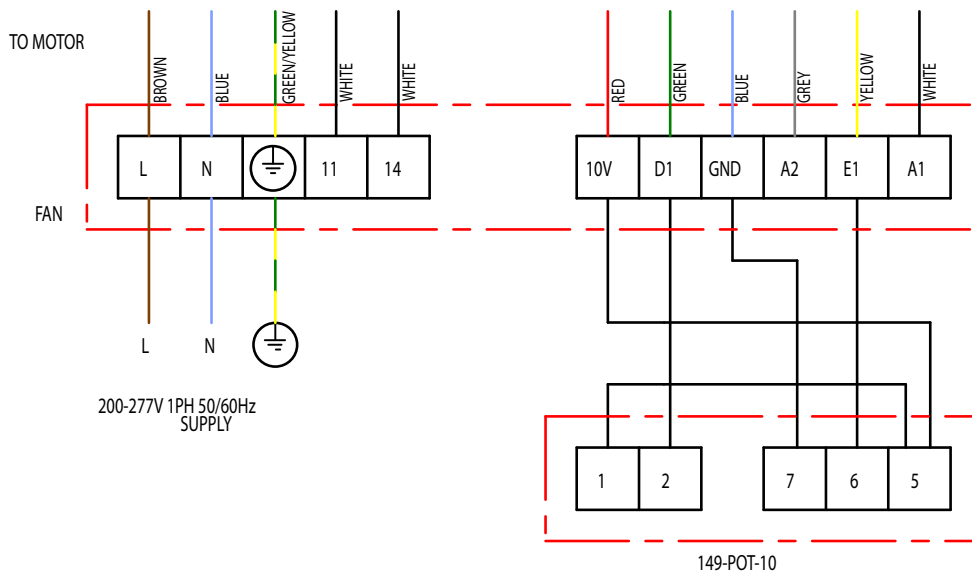 TO MOTOR
BROWN
BLUE
GREEN/YELLOW
WHITE
WHITE
RED
GREEN
BLUE
GREY
YELLOW
WHITE
L N 11 14
10V D1 GND A2 E1 A1
FAN
L N
200-277V 1PH 50/60Hz
SUPPLY
1 2 7 6 5
149-POT-10